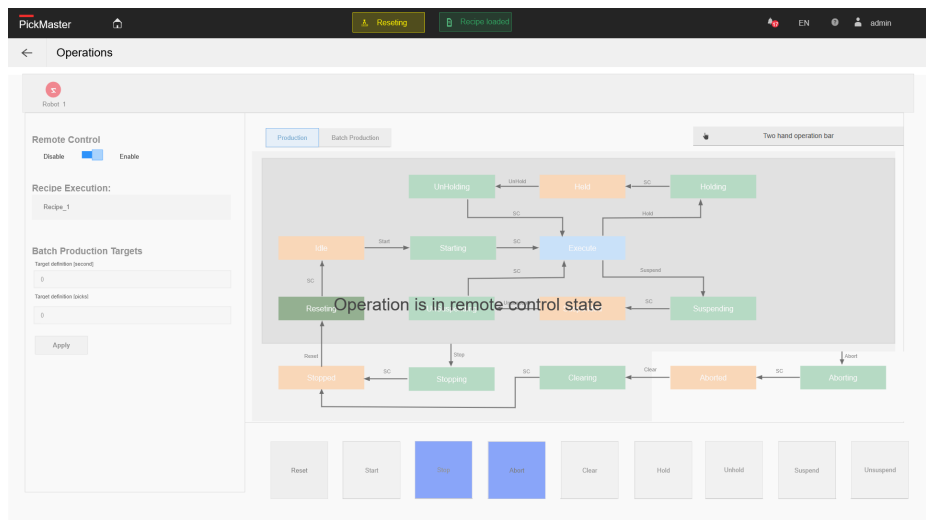 PickMaster
Reseting
Recipe loaded
EN
admin
Operations
Robot 1
Remote Control
Disable
Enable
Recipe Execution:
Recipe_1
Batch Production Targets
Target definition (second)
0
Target definition (picks)
0
Apply
Production
Batch Production
Two hand operation bar
UnHolding
UnHold
Held
SC
Holding
SC
Hold
Idle
Start
Starting
SC
Execute
SC
SC
Suspend
Reseting
Operation is in remote control state
SC
Suspending
Reset
Stop
Abort
Stopped
SC
Stopping
SC
Clearing
Clear
Aborted
SC
Aborting
Reset
Start
Stop
Abort
Clear
Hold
Unhold
Suspend
Unsuspend